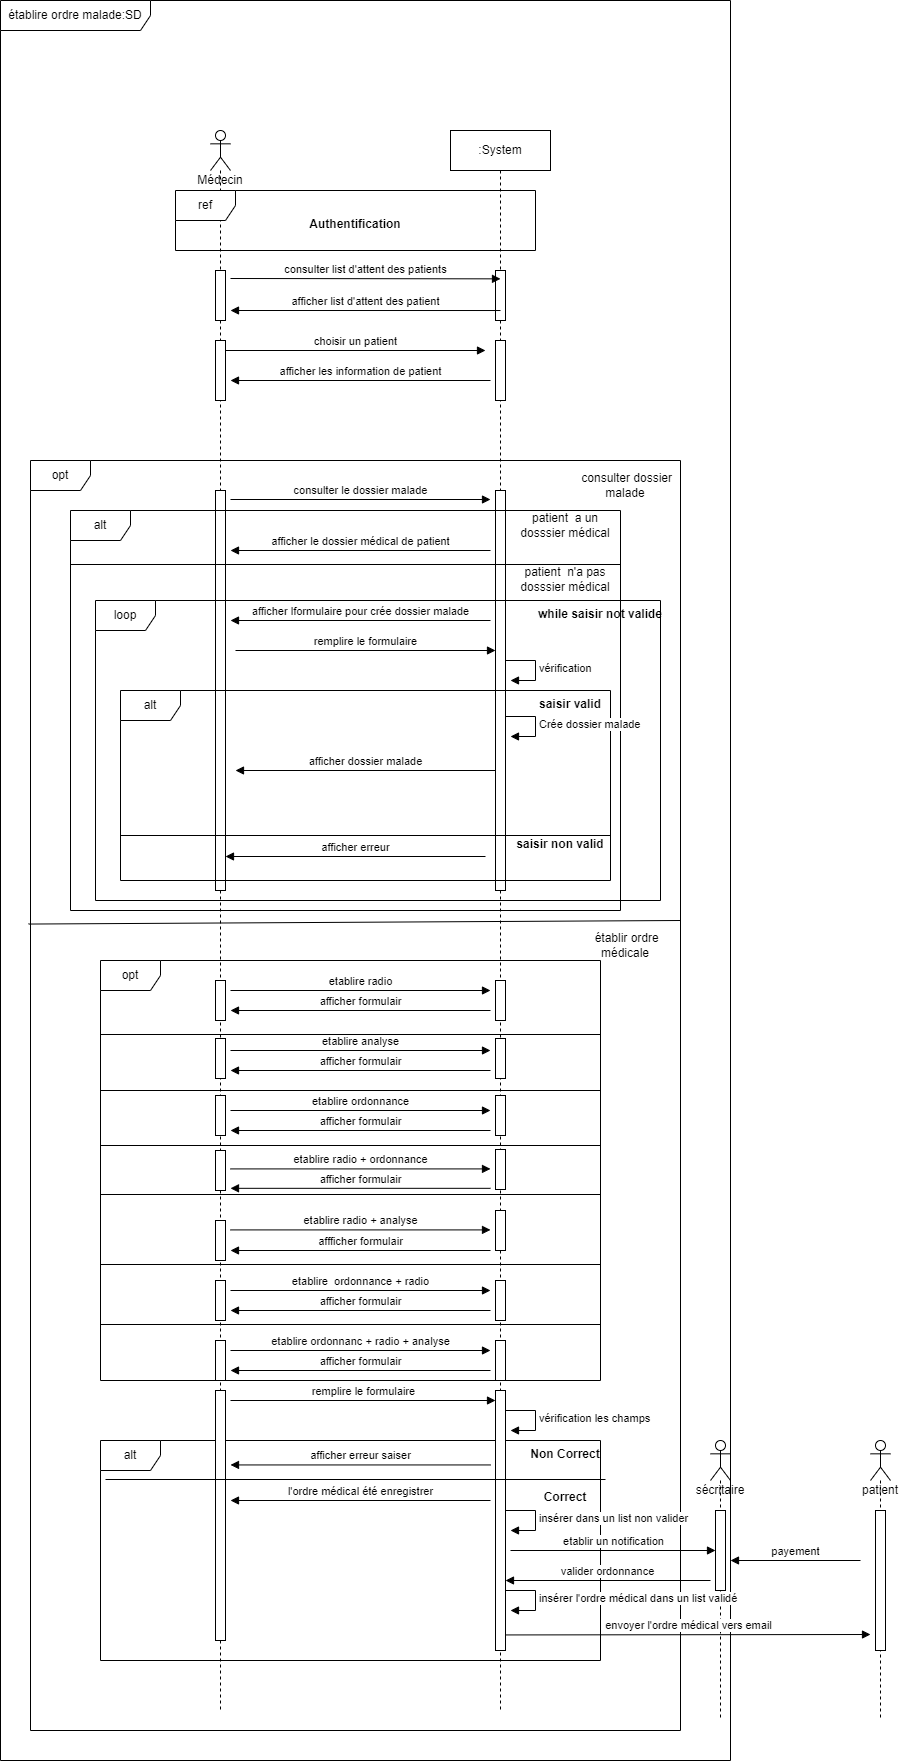 établire ordre malade:SD
Médecin
:System
ref
Authentification
consulter list d'attent des patients
afficher list d'attent des patient
choisir un patient
afficher les information de patient
opt
consulter dossier
malade
consulter le dossier malade
alt
patient a un
dosssier médical
afficher le dossier médical de patient
patient n'a pas
dosssier médical
loop
afficher lformulaire pour crée dossier malade
while saisir not valide
remplire le formulaire
vérification
alt
saisir valid
Crée dossier malade
afficher dossier malade
saisir non valid
afficher erreur
établir ordre
médicale
opt
etablire radio
afficher formulair
etablire analyse
afficher formulair
etablire ordonnance
afficher formulair
etablire radio + ordonnance
afficher formulair
etablire radio + analyse
affficher formulair
etablire ordonnance + radio
afficher formulair
etablire ordonnanc + radio + analyse
afficher formulair
remplire le formulaire
vérification les champs
alt
afficher erreur saiser
Non Correct
sécritaire
patient
l'ordre médical été enregistrer
Correct
insérer dans un list non valider
etablir un notification
payement
valider ordonnance
insérer l'ordre médical dans un list validé
envoyer l'ordre médical vers email